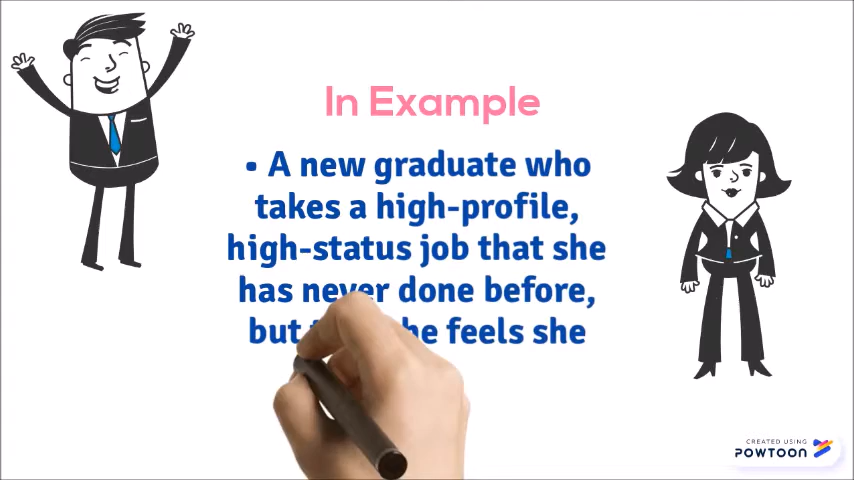 In Example
• A new graduate who
takes a high-profile,
high-status job that she
has never done before,
but she feels she
CREATED USING
POWTOON